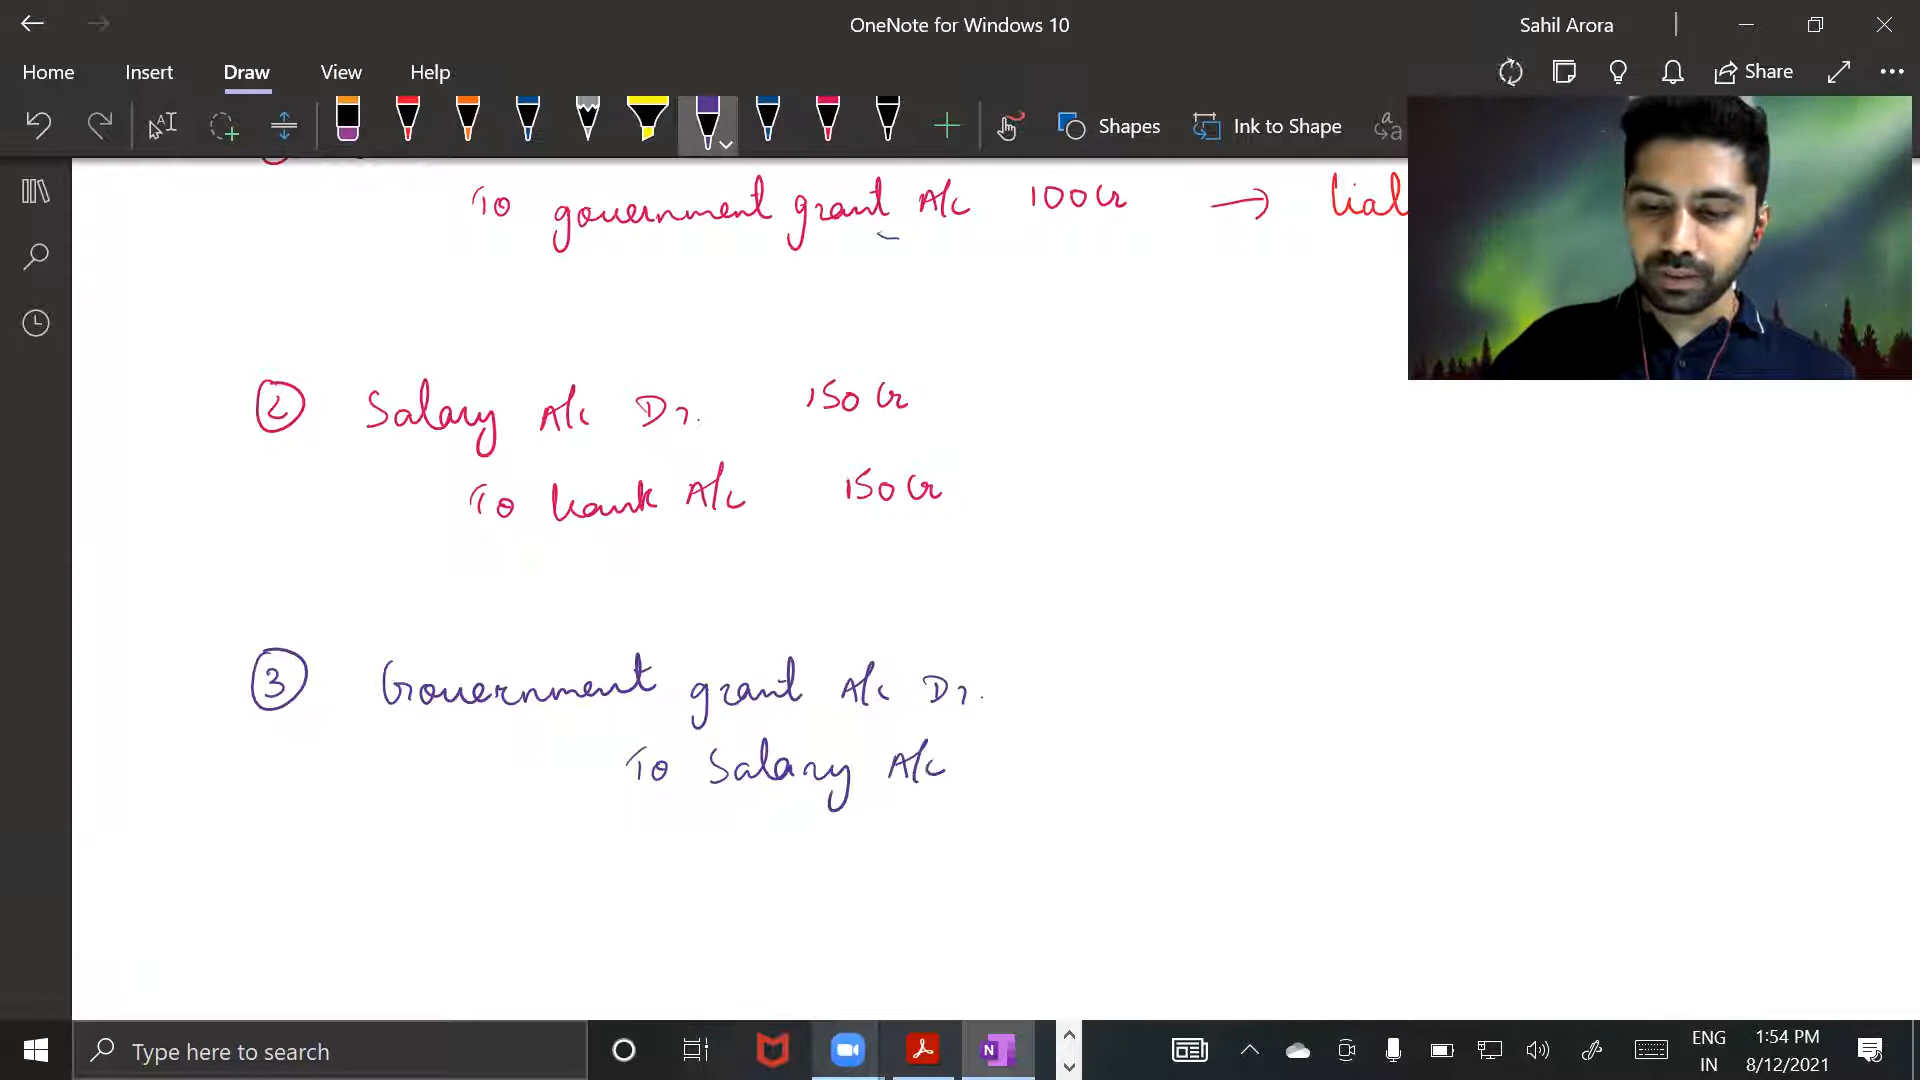 OneNote for Windows 10
Sahil Arora
Home Insert Draw View Help
Share
Shapes Ink to Shape
To government grant A/c 100 Cr → lial
② Salary A/c Dr. 150 Cr
To bank A/c 150 Cr
③ Government grant A/c Dr.
To Salary A/c
Type here to search
ENG
IN
1:54 PM
8/12/2021